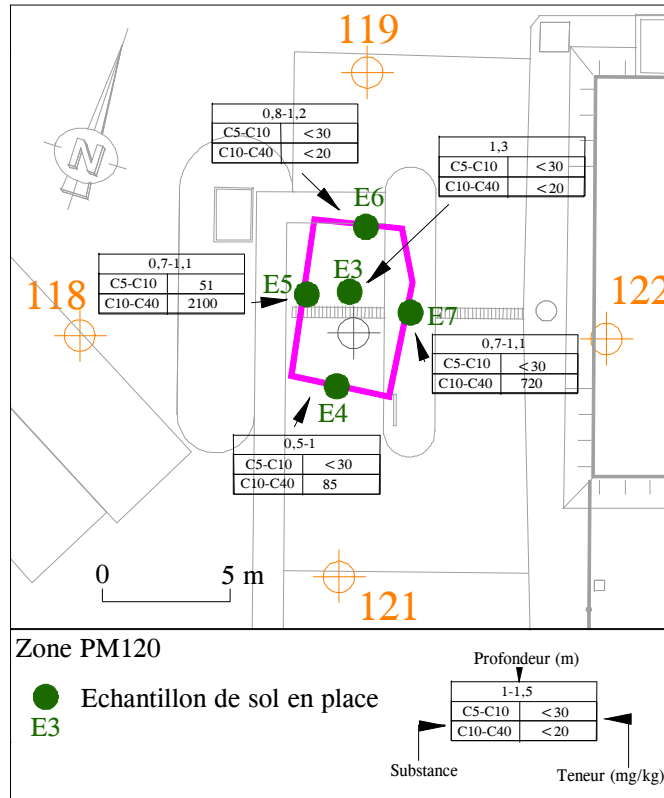 119
N
0,8-1,2
C5-C10 <30
C10-C40 <20
1,3
C5-C10 <30
C10-C40 <20
E6
0,7-1,1
C5-C10 51
C10-C40 2100
118
E5
E3
E7
122
0,7-1,1
C5-C10 <30
C10-C40 720
E4
0,5-1
C5-C10 <30
C10-C40 85
0 5 m
121
Zone PM120
Echantillon de sol en place
E3
Profondeur (m)
1-1,5
C5-C10 <30
C10-C40 <20
Substance
Teneur (mg/kg)